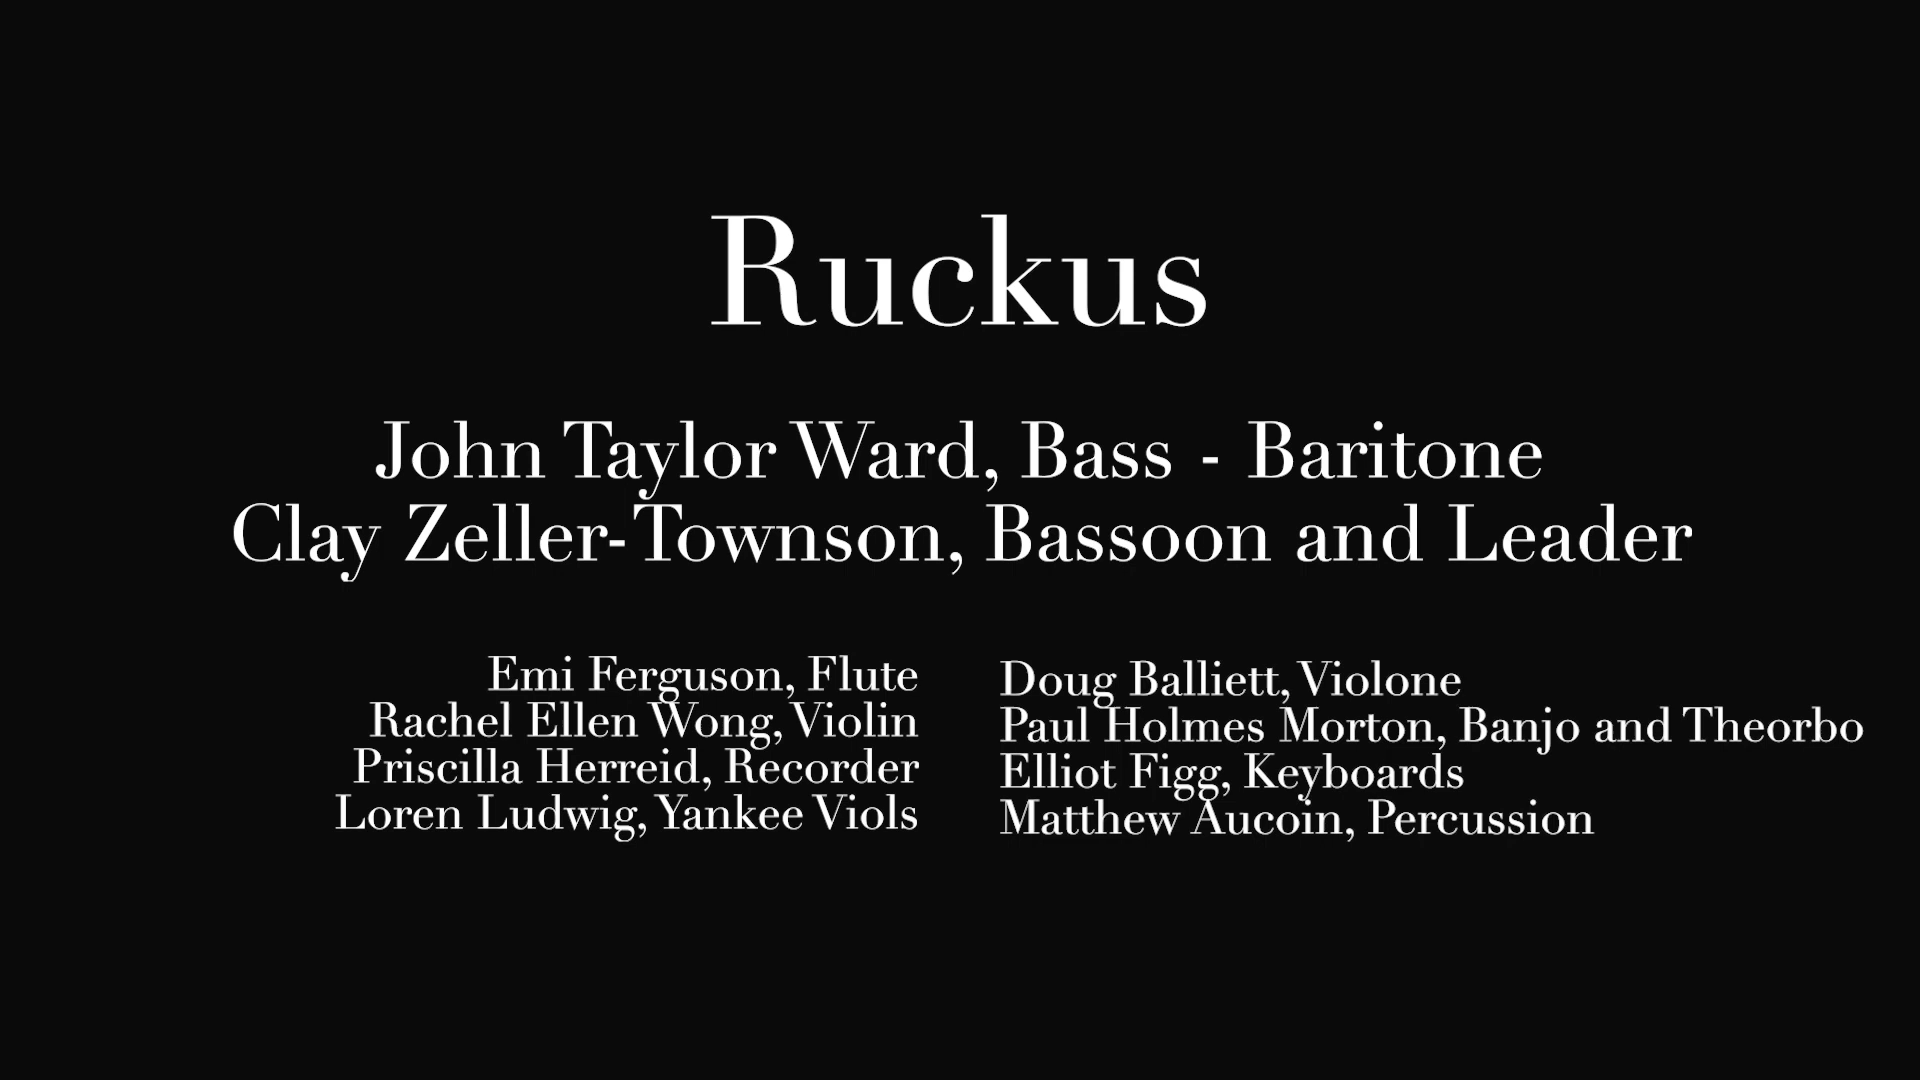 Ruckus
John Taylor Ward, Bass - Baritone
Clay Zeller-Townson, Bassoon and Leader
Emi Ferguson, Flute
Rachel Ellen Wong, Violin
Priscilla Herreid, Recorder
Loren Ludwig, Yankee Viols
Doug Balliett, Violone
Paul Holmes Morton, Banjo and Theorbo
Elliot Figg, Keyboards
Matthew Aucoin, Percussion